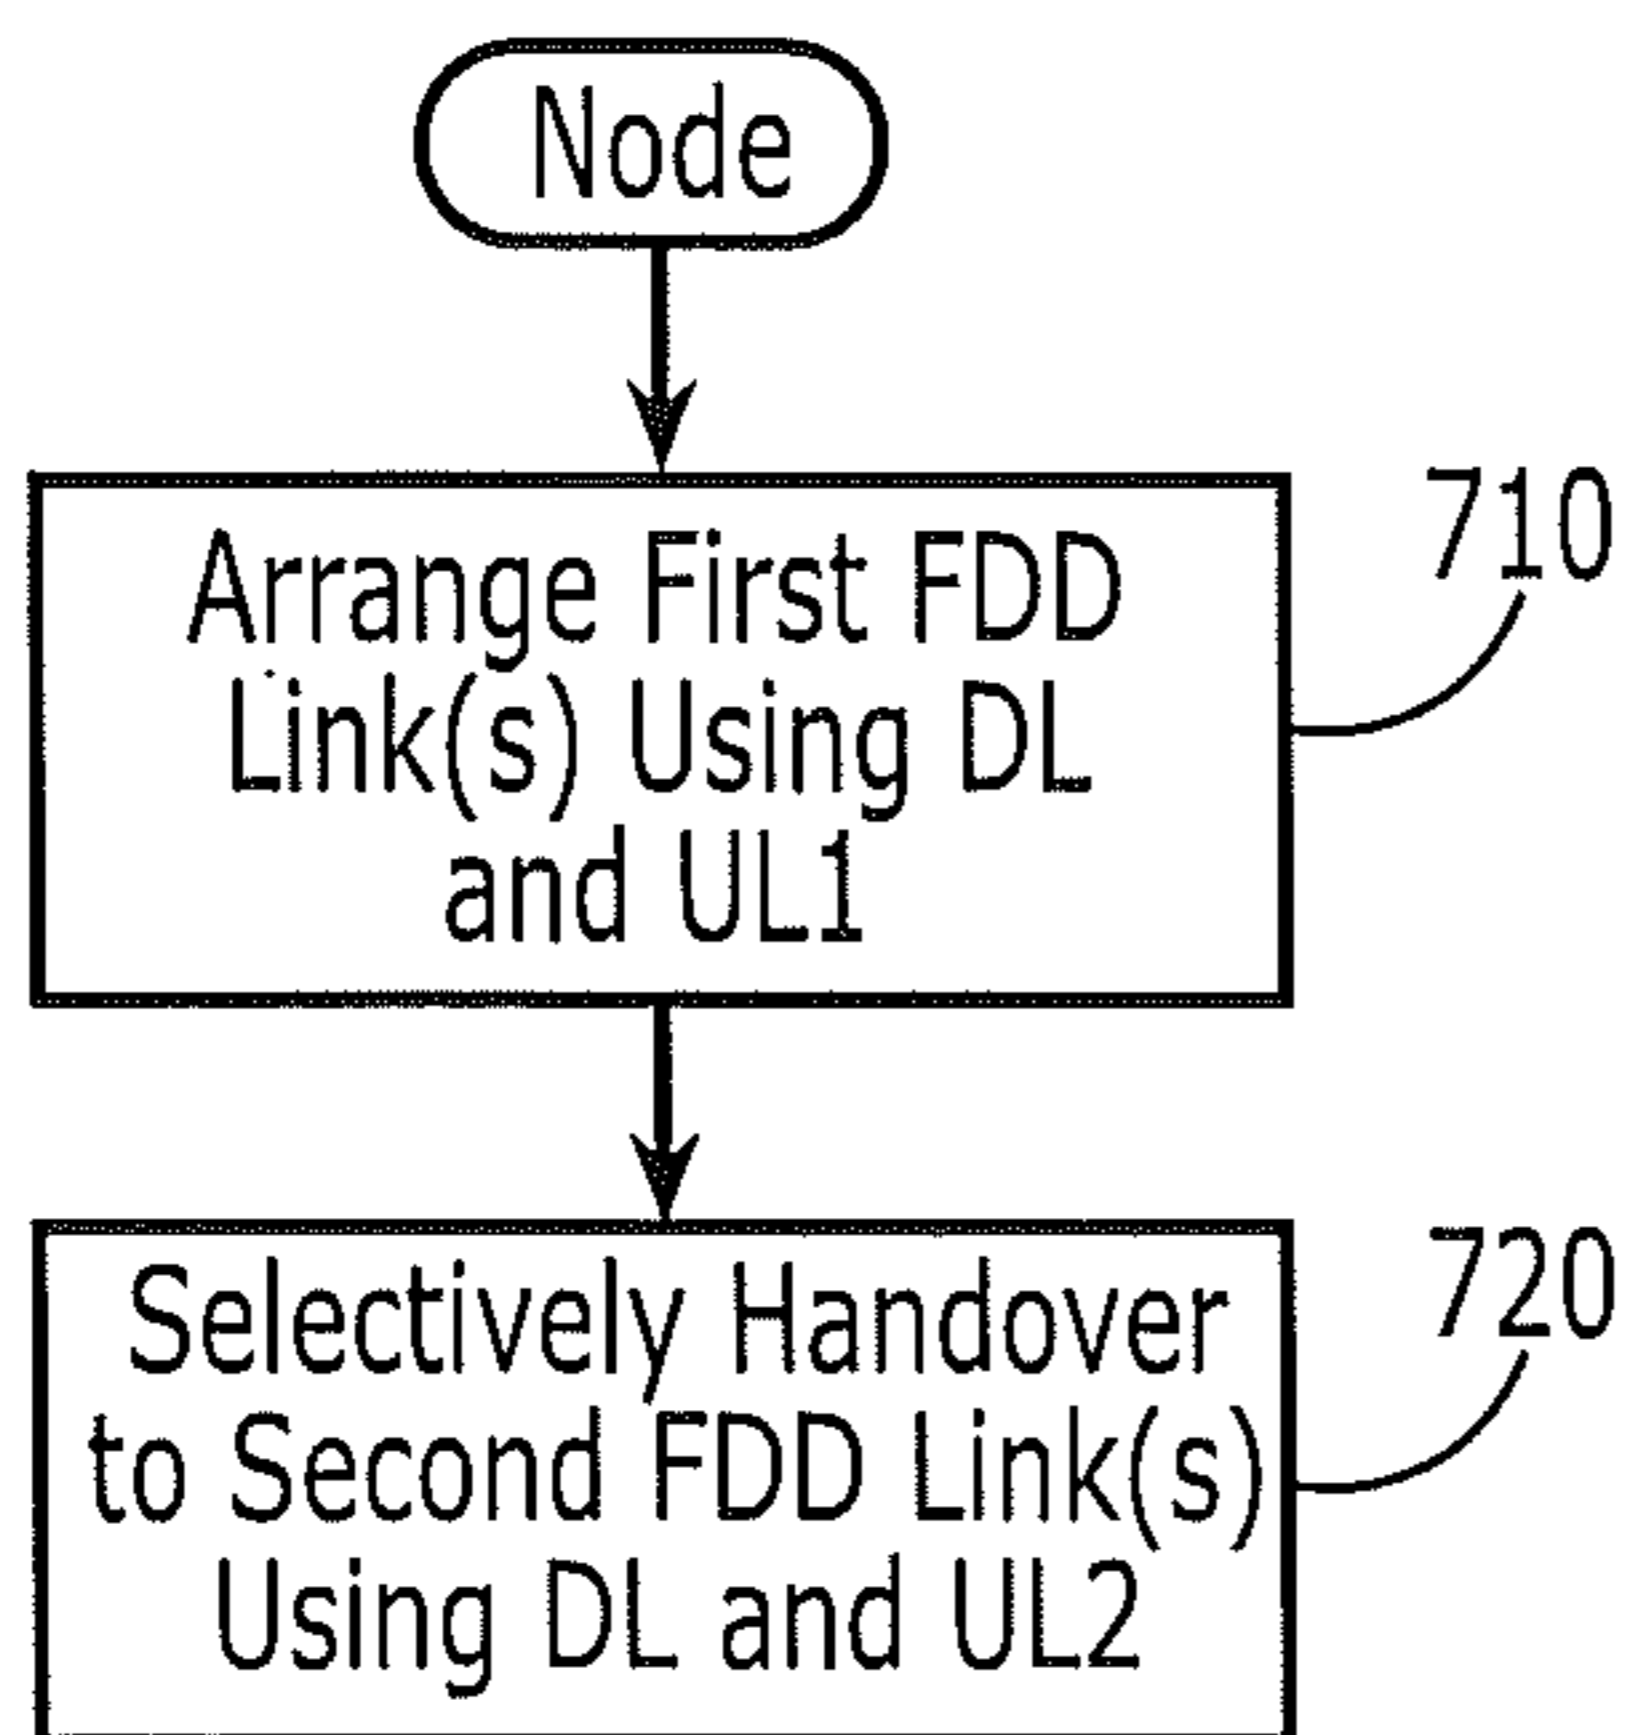 Node
710
Arrange First FDD
Link(s) Using DL
and UL1
720
Selectively Handover
to Second FDD Link(s)
Using DL and UL2